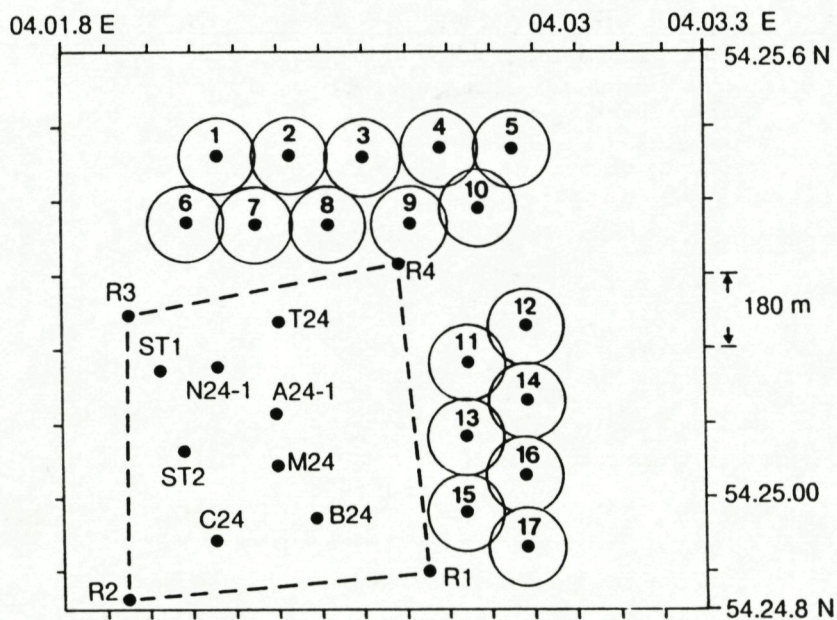 04.01.8 E 04.03 04.03.3 E
54.25.6 N
1 2 3 4 5
6 7 8 9 10
R4
R3
180 m
T24
12
ST1
11
N24-1
A24-1
14
13
M24
ST2
16
54.25.00
15
C24
B24
17
R1
R2
54.24.8 N